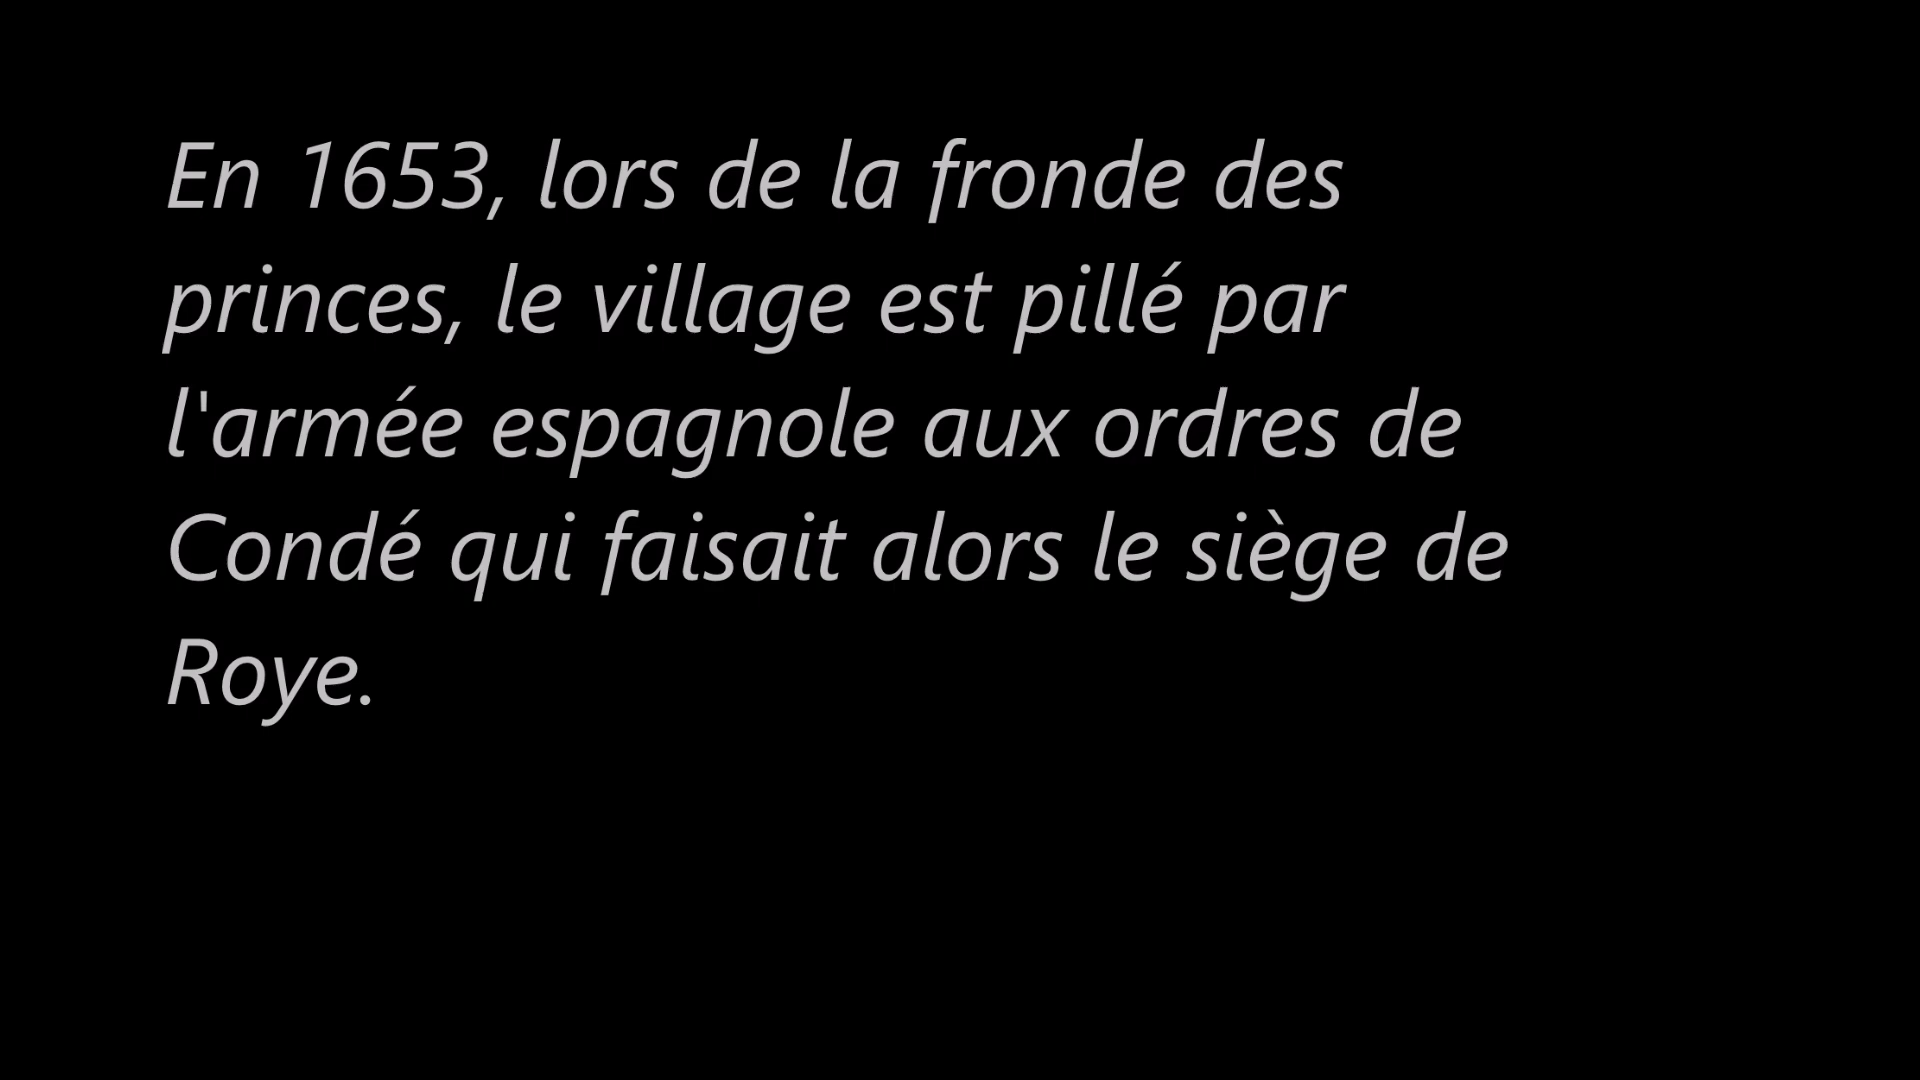 En 1653, lors de la fronde des
princes, le village est pillé par
l'armée espagnole aux ordres de
Condé qui faisait alors le siège de
Roye.